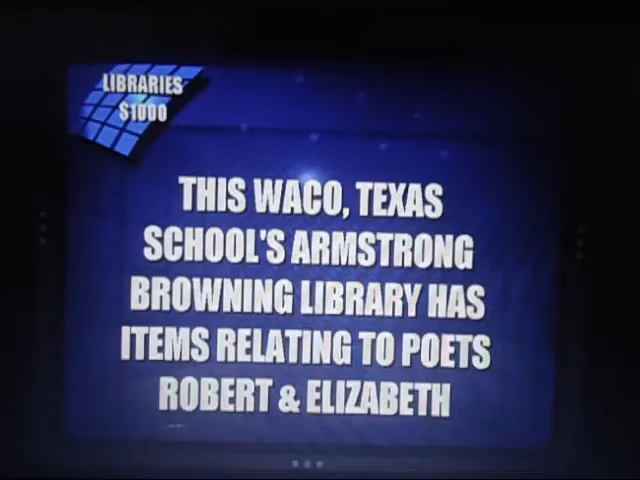 LIBRARIES
$1000
THIS WACO, TEXAS
SCHOOL'S ARMSTRONG
BROWNING LIBRARY HAS
ITEMS RELATING TO POETS
ROBERT & ELIZABETH